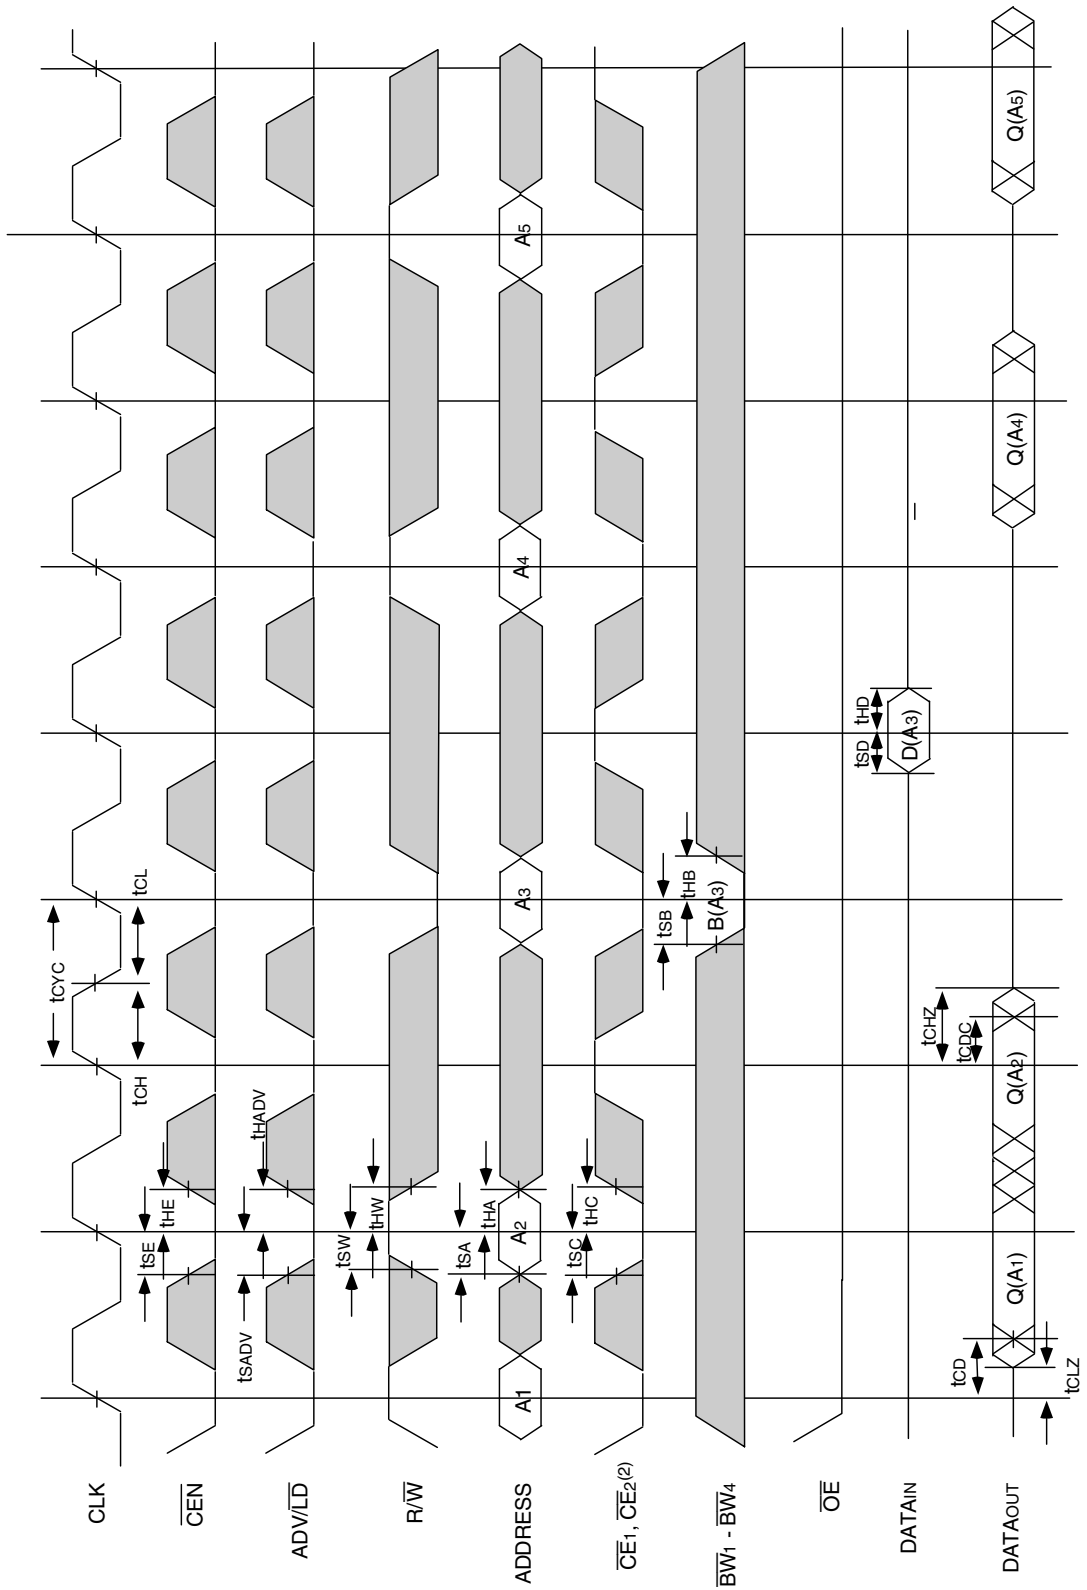 CLK
tCYC
tCH
tCL
CEN
tSE
tHE
ADV/LD
tSADV
tHADV
R/W
tSW
tHW
ADDRESS
A1
A2
A3
A4
A5
tSA
tHA
CE1, CE2(2)
tSC
tHC
BW1 - BW4
tSB
tHB
B(A3)
OE
DATAIN
tSD
tHD
D(A3)
DATAOUT
tCD
tCLZ
tCHZ
tCDC
Q(A1)
Q(A2)
Q(A4)
Q(A5)